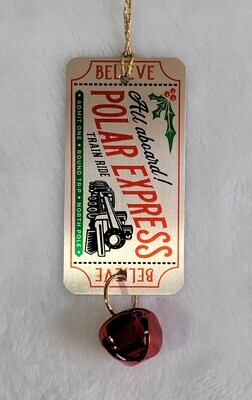 BELIEVE
All aboard!
POLAR EXPRESS
TRAIN RIDE
ADMIT ONE • ROUND TRIP • NORTH POLE •
BELIEVE